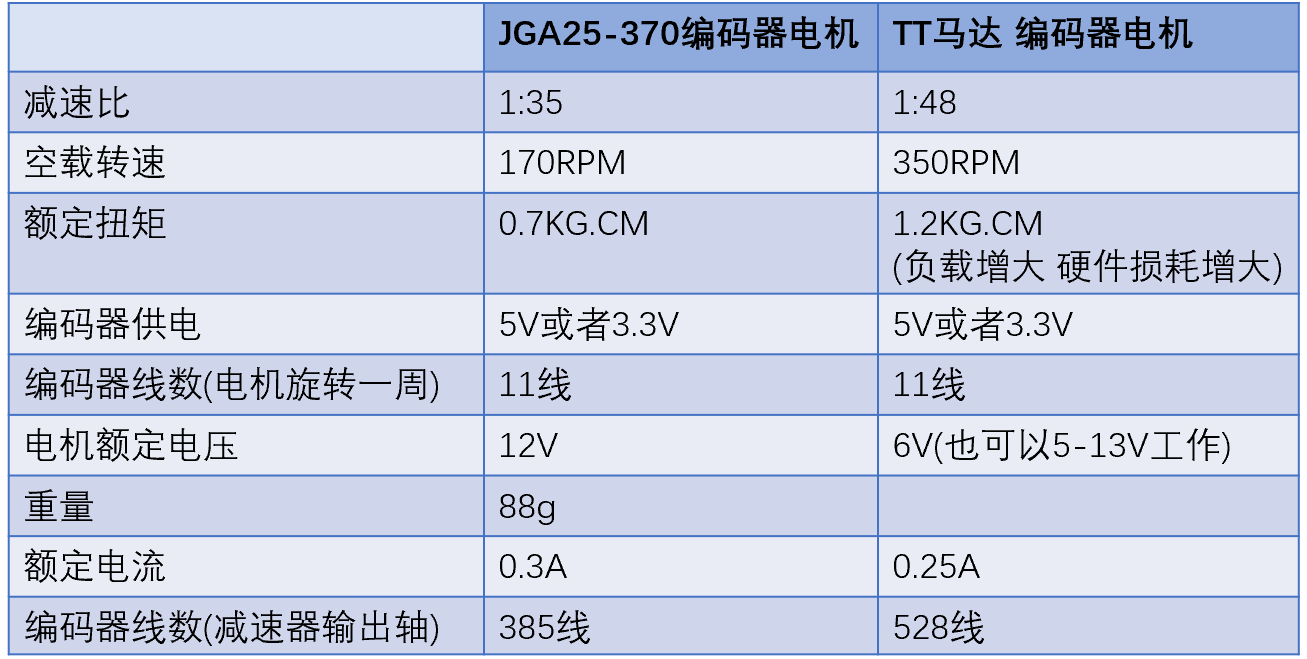 JGA25-370编码器电机 TT马达 编码器电机
减速比 1:35 1:48
空载转速 170RPM 350RPM
额定扭矩 0.7KG.CM 1.2KG.CM
(负载增大 硬件损耗增大)
编码器供电 5V或者3.3V 5V或者3.3V
编码器线数(电机旋转一周) 11线 11线
电机额定电压 12V 6V(也可以5-13V工作)
重量 88g
额定电流 0.3A 0.25A
编码器线数(减速器输出轴) 385线 528线